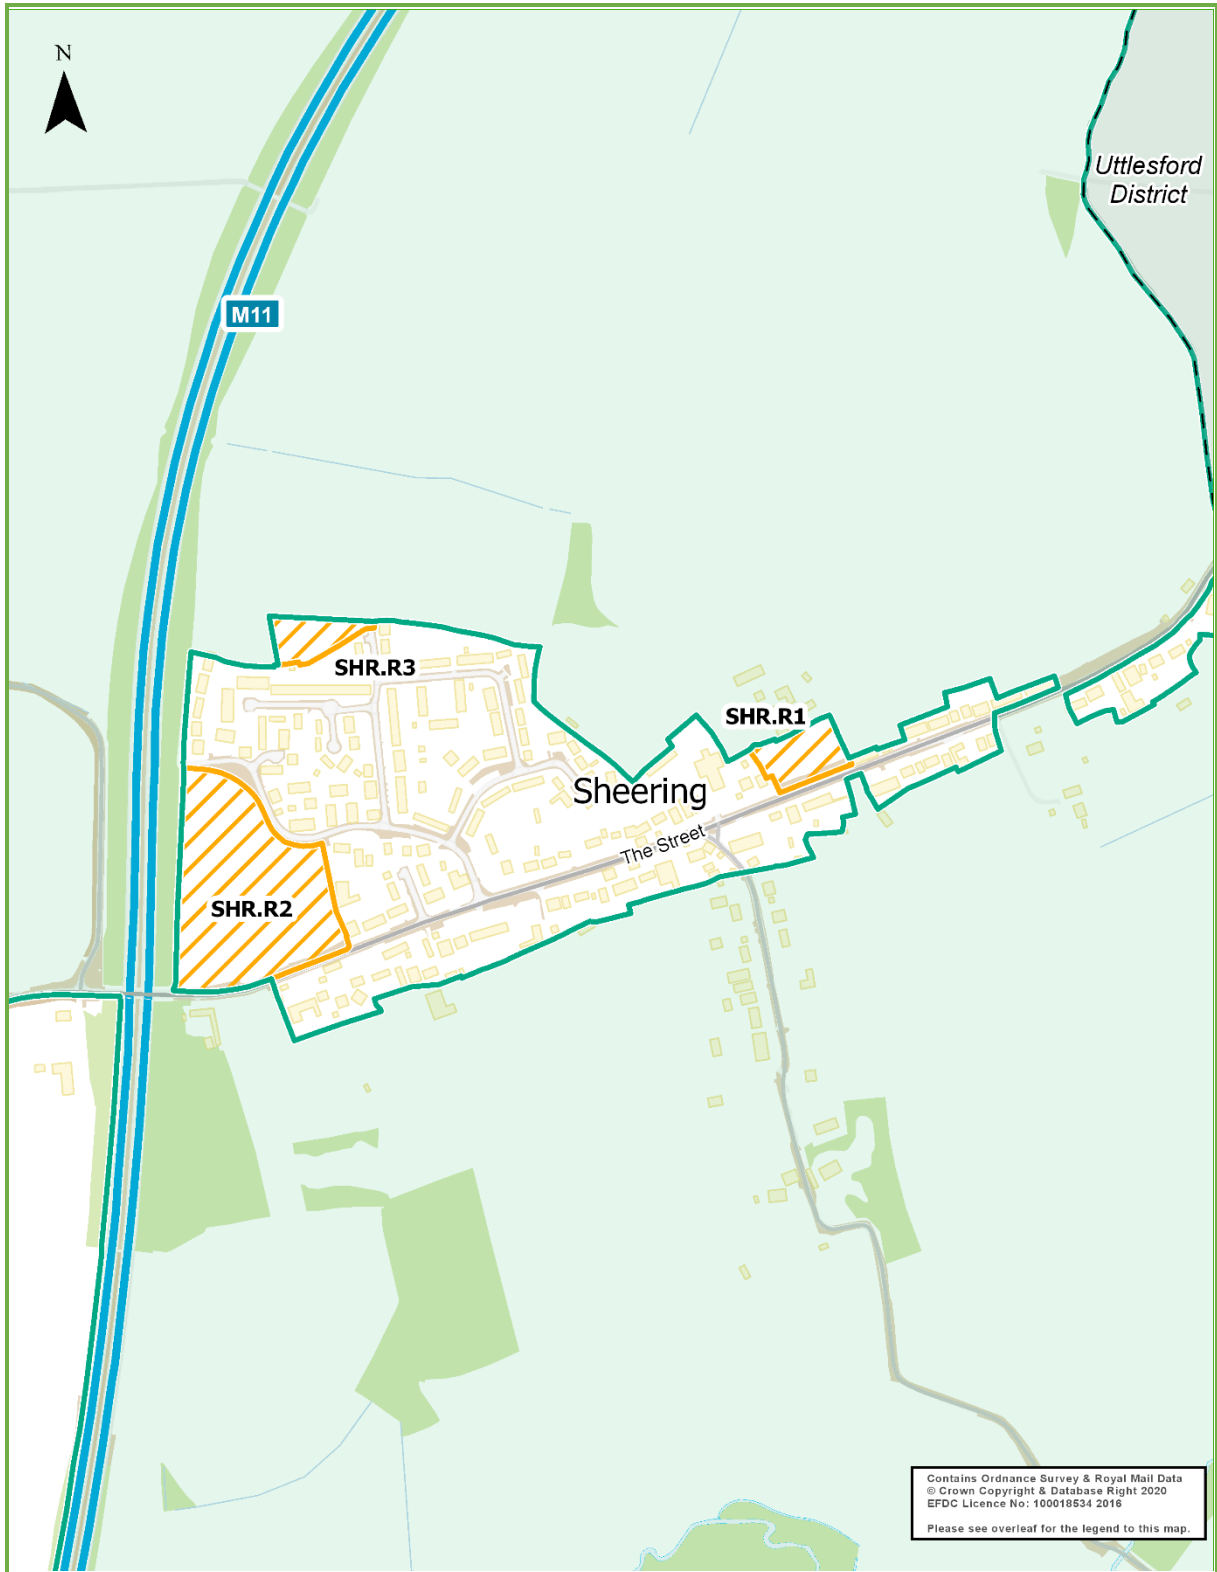 N
Uttlesford
District
M11
SHR.R3
SHR.R1
Sheering
The Street
SHR.R2
Contains Ordnance Survey & Royal Mail Data
© Crown Copyright & Database Right 2020
EFDC Licence No: 100018534 2016
Please see overleaf for the legend to this map.